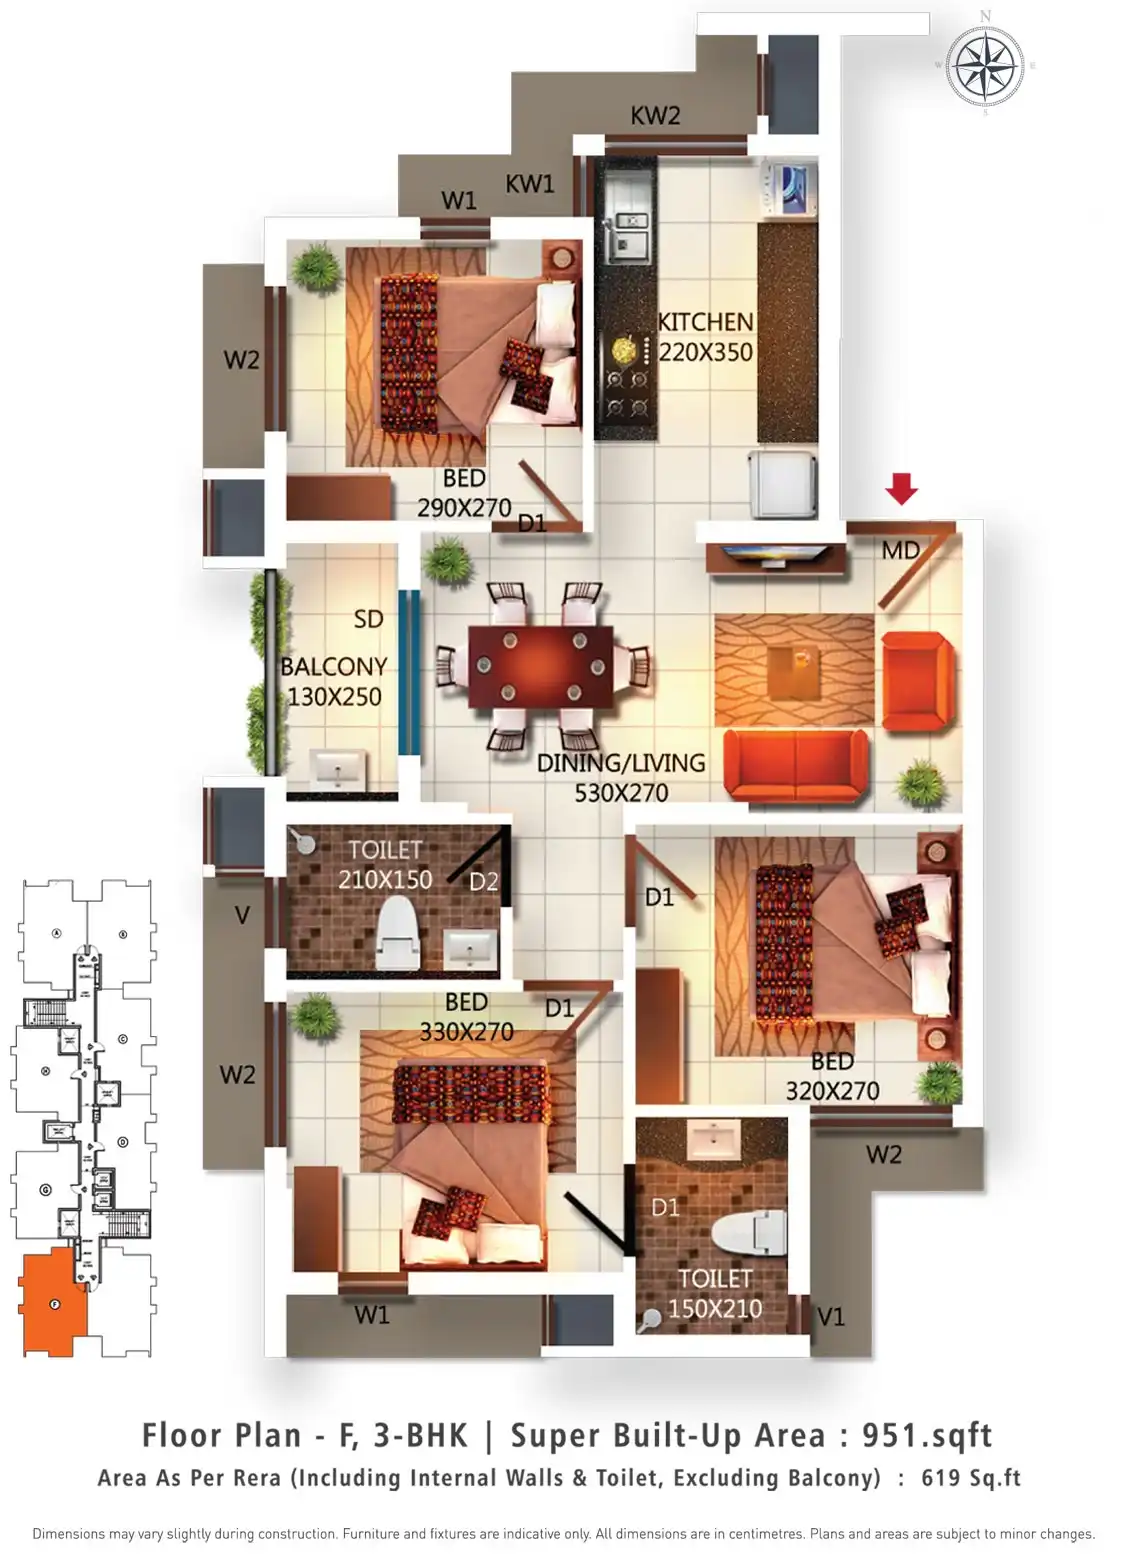 N
W
E
S
KW2
KW1
W1
W2
KITCHEN
220X350
BED
290X270
D1
MD
SD
BALCONY
130X250
DINING/LIVING
530X270
TOILET
210X150
D2
D1
V
BED
330X270
D1
W2
BED
320X270
W2
D1
TOILET
150X210
W1
V1
A
C
D
G
F
Floor Plan - F, 3-BHK | Super Built-Up Area : 951.sqft
Area As Per Rera (Including Internal Walls & Toilet, Excluding Balcony) : 619 Sq.ft
Dimensions may vary slightly during construction. Furniture and fixtures are indicative only. All dimensions are in centimetres. Plans and areas are subject to minor changes.